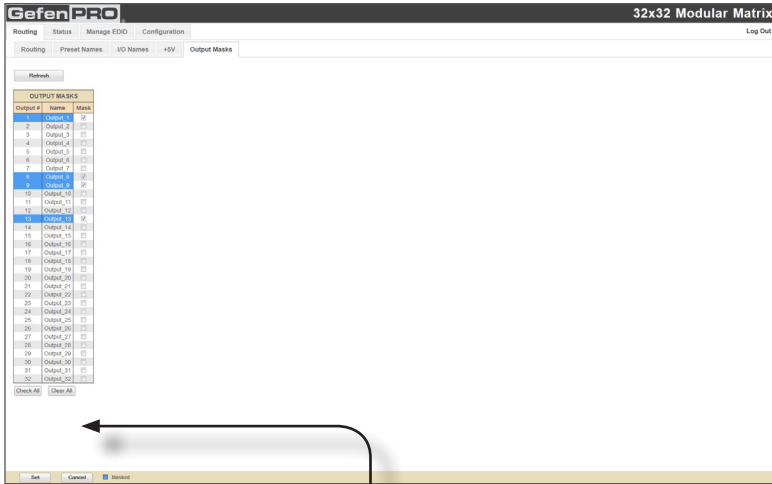 Gefen PRO 32x32 Modular Matrix
Routing Status Manage EDID Configuration Log Out
Routing Preset Names I/O Names +5V Output Masks
Refresh
OUTPUT MASKS
Output # Name Mask
1 Output_1
2 Output_2
3 Output_3
4 Output_4
5 Output_5
6 Output_6
7 Output_7
8 Output_8
9 Output_9
10 Output_10
11 Output_11
12 Output_12
13 Output_13
14 Output_14
15 Output_15
16 Output_16
17 Output_17
18 Output_18
19 Output_19
20 Output_20
21 Output_21
22 Output_22
23 Output_23
24 Output_24
25 Output_25
26 Output_26
27 Output_27
28 Output_28
29 Output_29
30 Output_30
31 Output_31
32 Output_32
Check All Clear All
Set Cancel Masked